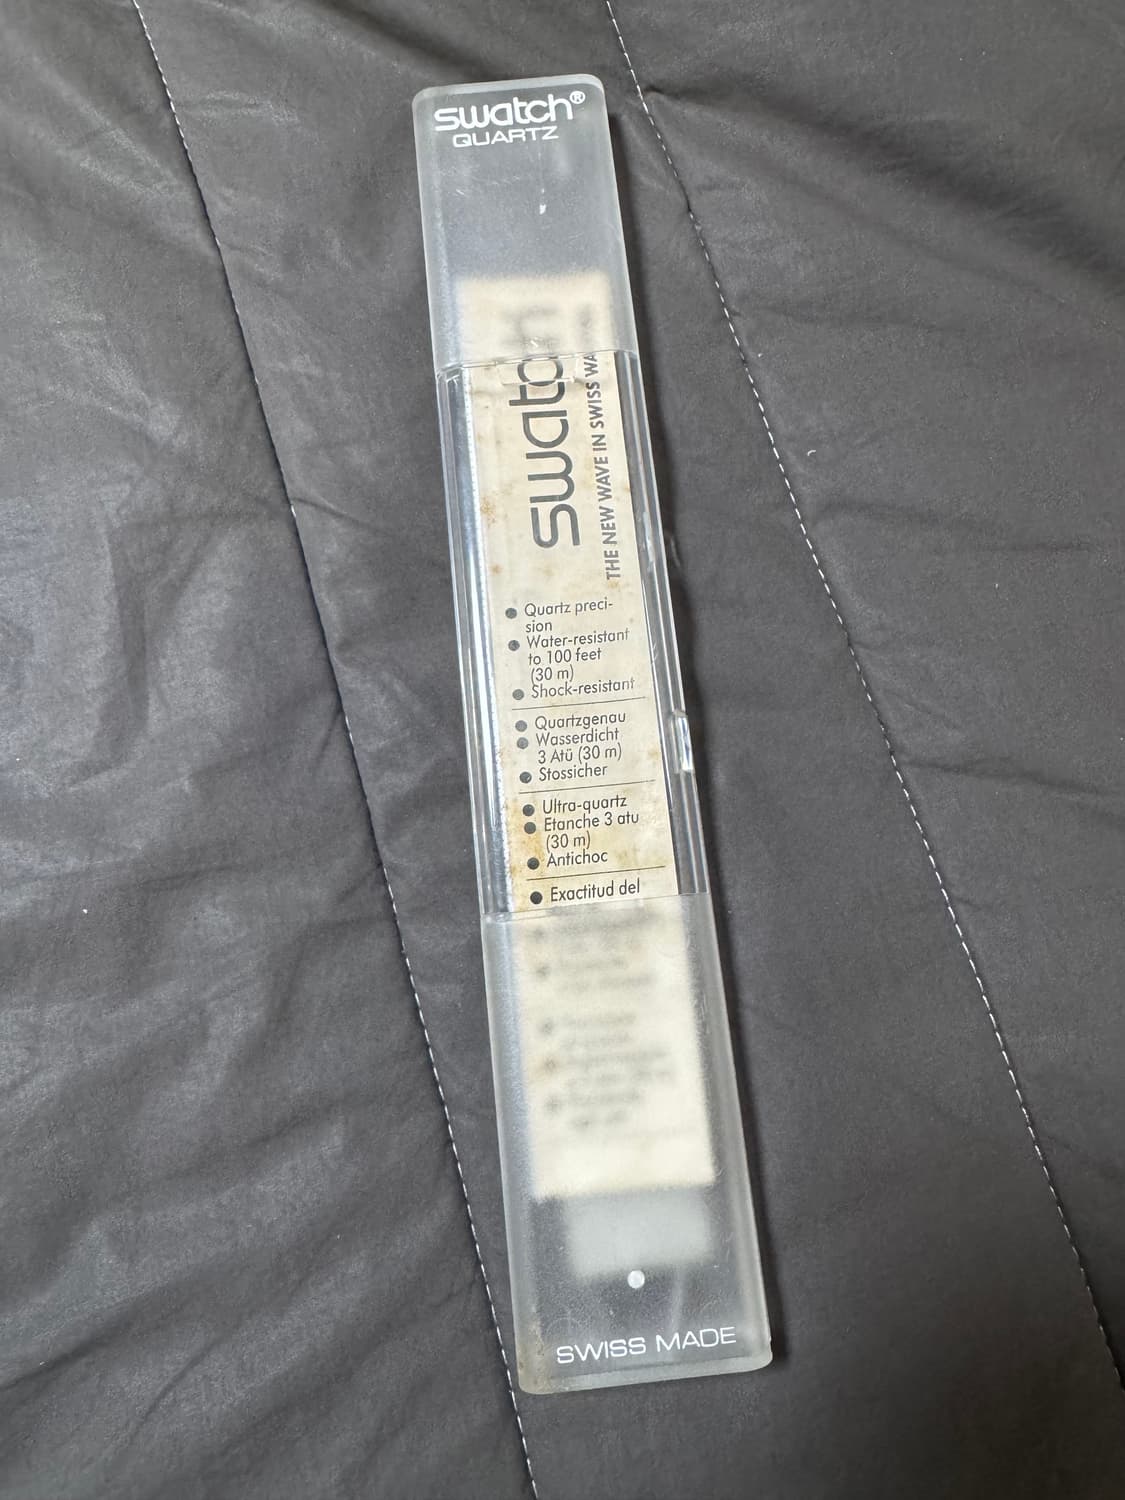 swatch®
QUARTZ
swatch
THE NEW WAVE IN SWISS
● Quartz preci-
sion
● Water-resistant
to 100 feet
(30 m)
● Shock-resistant
● Quartzgenau
● Wasserdicht
3 Atü (30 m)
● Stossicher
● Ultra-quartz
● Etanche 3 atu
(30 m)
● Antichoc
● Exactitud del
SWISS MADE